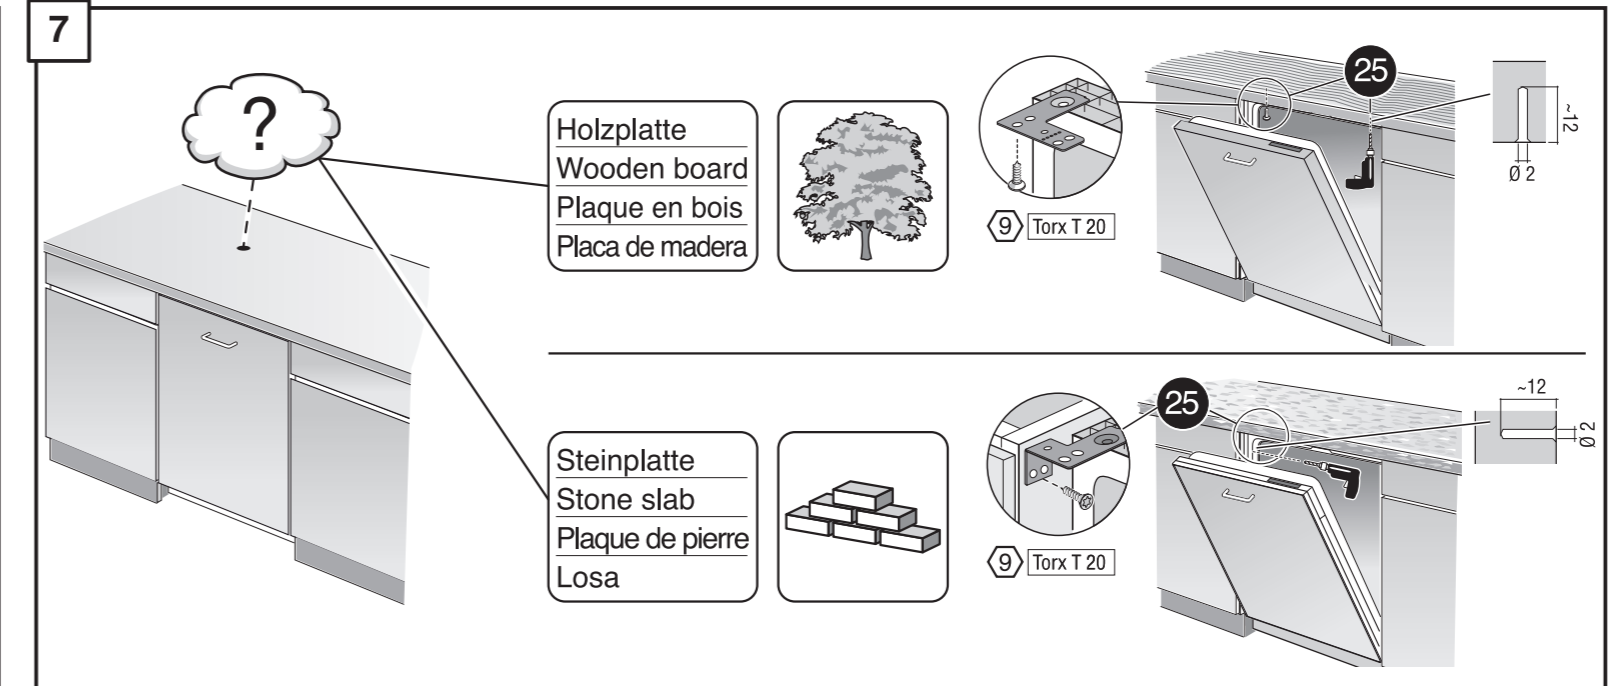 7
?
Holzplatte
Wooden board
Plaque en bois
Placa de madera
9 Torx T 20
25
~12
Ø 2
Steinplatte
Stone slab
Plaque de pierre
Losa
9 Torx T 20
25
~12
Ø 2